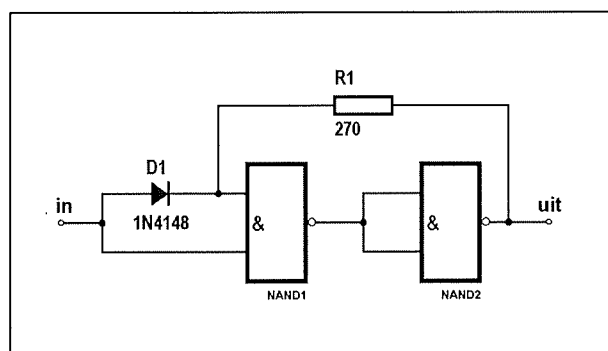 R1
270
D1
in
1N4148
&
&
uit
NAND1
NAND2